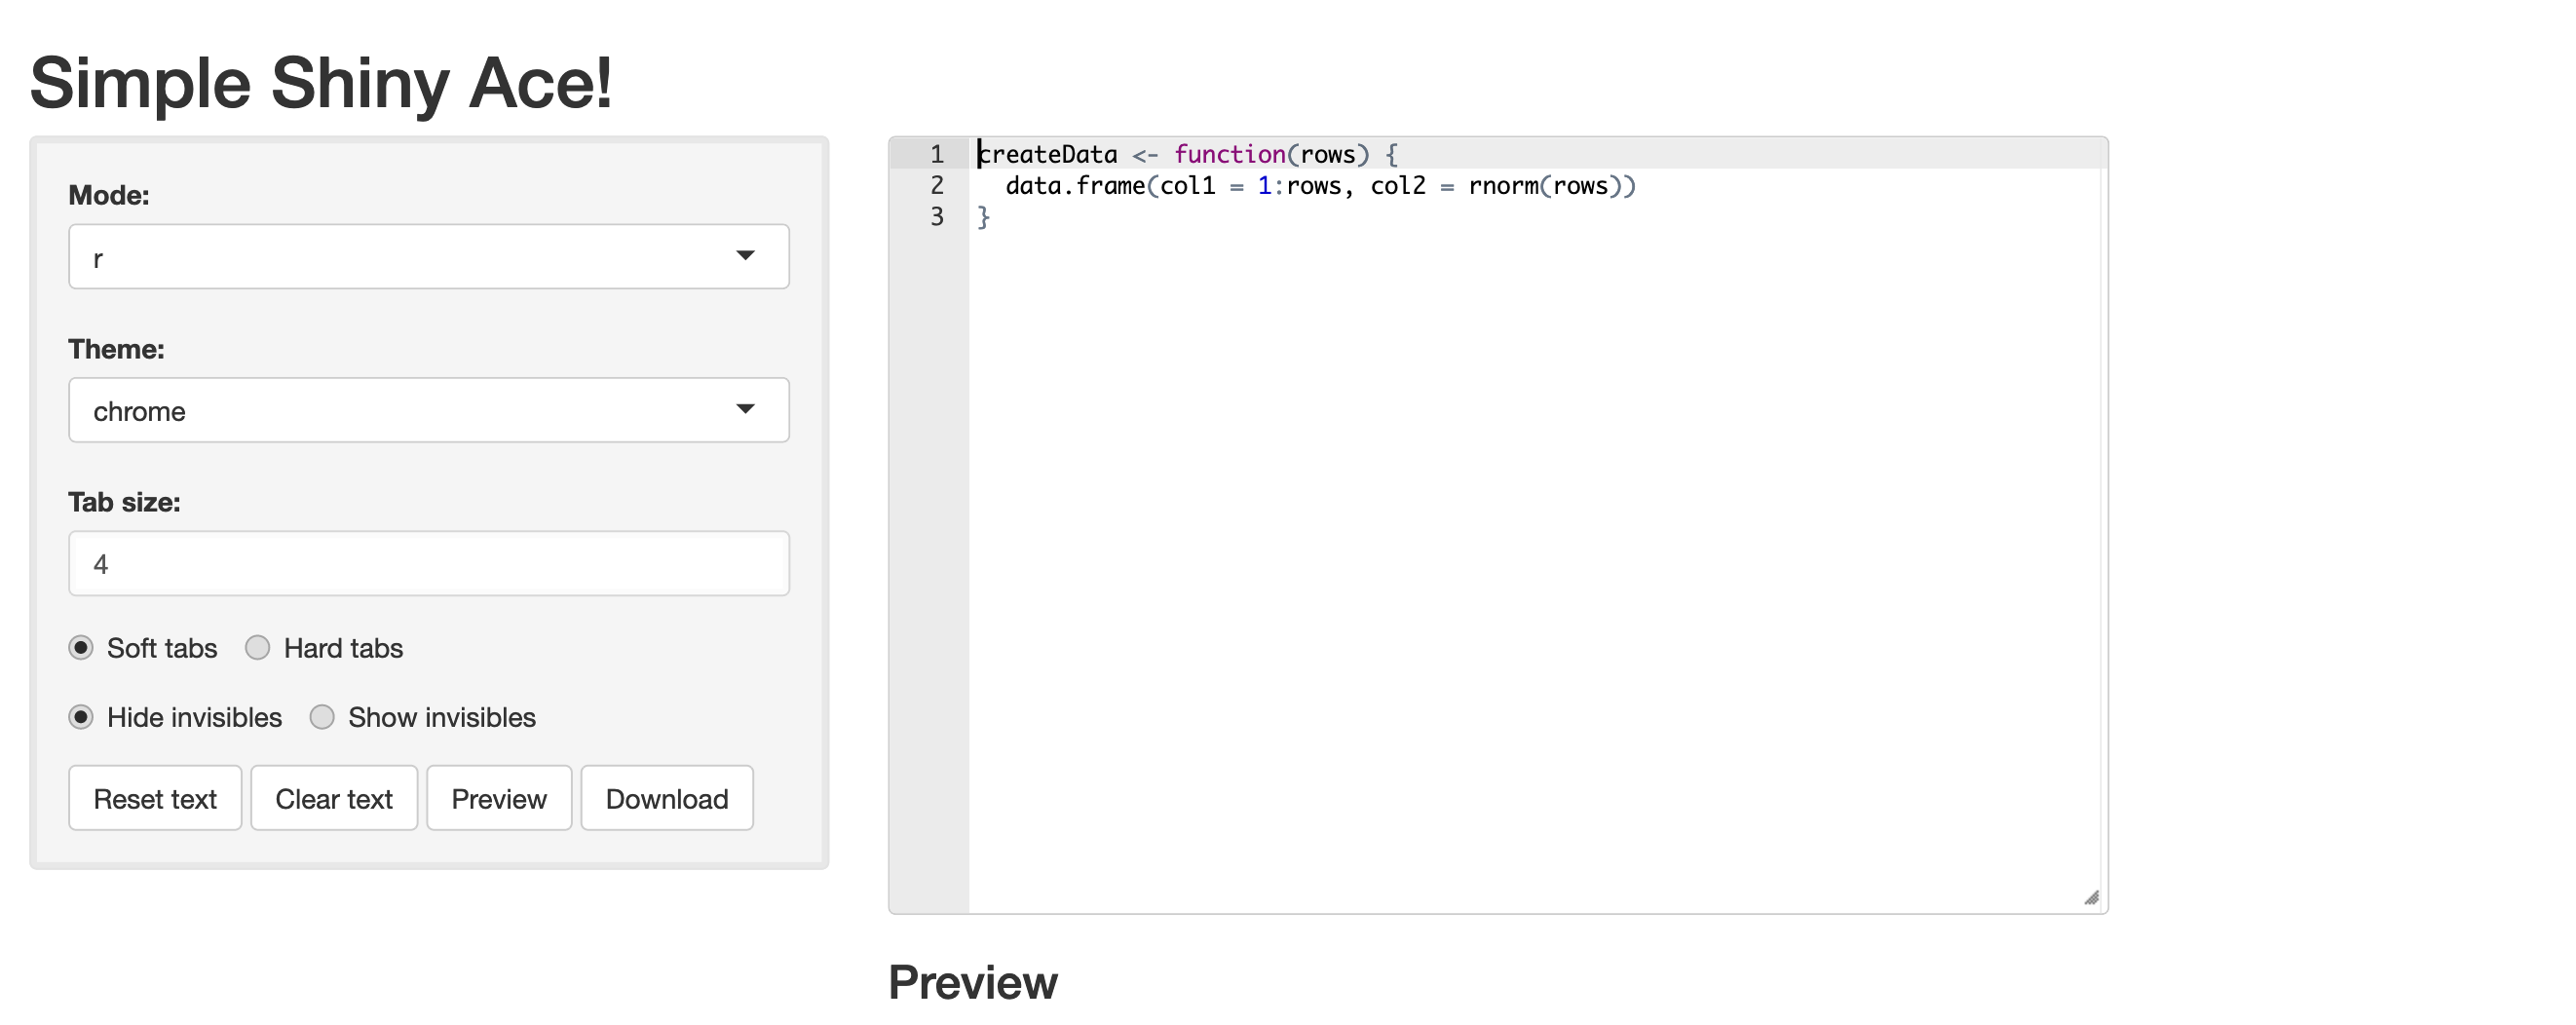 Simple Shiny Ace!
Mode:
r
Theme:
chrome
Tab size:
4
Soft tabs Hard tabs
Hide invisibles Show invisibles
Reset text Clear text Preview Download
1 createData <- function(rows) {
2   data.frame(col1 = 1:rows, col2 = rnorm(rows))
3 }
Preview